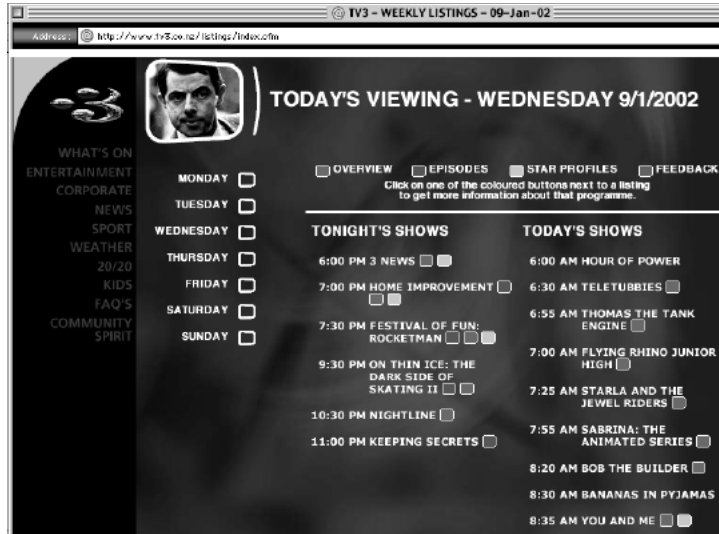 TV3 - WEEKLY LISTINGS - 09-Jan-02
Address: http://www.tv3.co.nz/listings/index.cfm
3
TODAY'S VIEWING - WEDNESDAY 9/1/2002
WHAT'S ON
ENTERTAINMENT
CORPORATE
NEWS
SPORT
WEATHER
20/20
KIDS
FAQ'S
COMMUNITY
SPIRIT
MONDAY
TUESDAY
WEDNESDAY
THURSDAY
FRIDAY
SATURDAY
SUNDAY
OVERVIEW EPISODES STAR PROFILES FEEDBACK
Click on one of the coloured buttons next to a listing
to get more information about that programme.
TONIGHT'S SHOWS
6:00 PM 3 NEWS
7:00 PM HOME IMPROVEMENT
7:30 PM FESTIVAL OF FUN:
ROCKETMAN
9:30 PM ON THIN ICE: THE
DARK SIDE OF
SKATING II
10:30 PM NIGHTLINE
11:00 PM KEEPING SECRETS
TODAY'S SHOWS
6:00 AM HOUR OF POWER
6:30 AM TELETUBBIES
6:55 AM THOMAS THE TANK
ENGINE
7:00 AM FLYING RHINO JUNIOR
HIGH
7:25 AM STARLA AND THE
JEWEL RIDERS
7:55 AM SABRINA: THE
ANIMATED SERIES
8:20 AM BOB THE BUILDER
8:30 AM BANANAS IN PYJAMAS
8:35 AM YOU AND ME